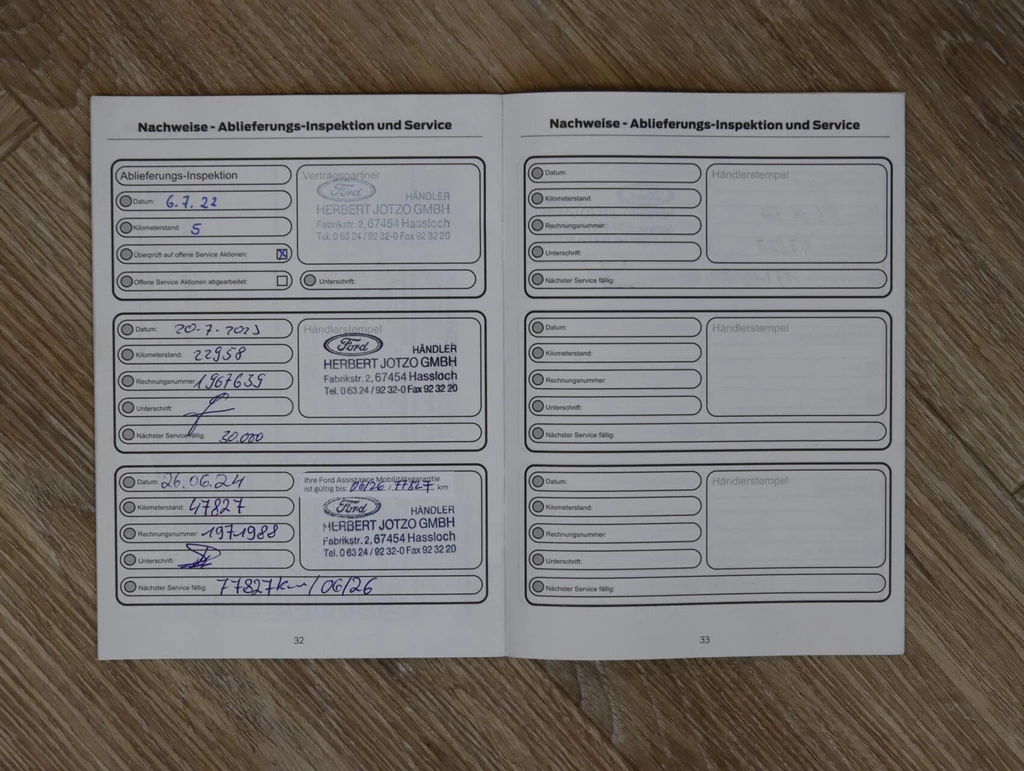 Nachweise - Ablieferungs-Inspektion und Service
Ablieferungs-Inspektion
Datum: 6.7.22
Kilometerstand: 5
Überprüft auf offene Service Aktionen: X
Offene Service Aktionen abgearbeitet:
Vertragspartner
Ford
HÄNDLER
HERBERT JOTZO GMBH
Fabrikstr. 2, 67454 Hassloch
Tel. 0 63 24 / 92 32-0 Fax 92 32 20
Unterschrift:
Datum: 20-7-2023
Kilometerstand: 22958
Rechnungsnummer: 1967639
Unterschrift:
Nächster Service fällig: 30.000
Händlerstempel
Ford
HÄNDLER
HERBERT JOTZO GMBH
Fabrikstr. 2, 67454 Hassloch
Tel. 0 63 24 / 92 32-0 Fax 92 32 20
Datum: 26.06.24
Kilometerstand: 47827
Rechnungsnummer: 1971988
Unterschrift:
Nächster Service fällig: 77827km/06/26
Ihre Ford Assistance Mobilitätsgarantie
ist gültig bis: 06/26 / 77827 km
Ford
HÄNDLER
HERBERT JOTZO GMBH
Fabrikstr. 2, 67454 Hassloch
Tel. 0 63 24 / 92 32-0 Fax 92 32 20
32
Nachweise - Ablieferungs-Inspektion und Service
Datum:
Kilometerstand:
Rechnungsnummer:
Unterschrift:
Nächster Service fällig:
Händlerstempel
Datum:
Kilometerstand:
Rechnungsnummer:
Unterschrift:
Nächster Service fällig:
Händlerstempel
Datum:
Kilometerstand:
Rechnungsnummer:
Unterschrift:
Nächster Service fällig:
Händlerstempel
33